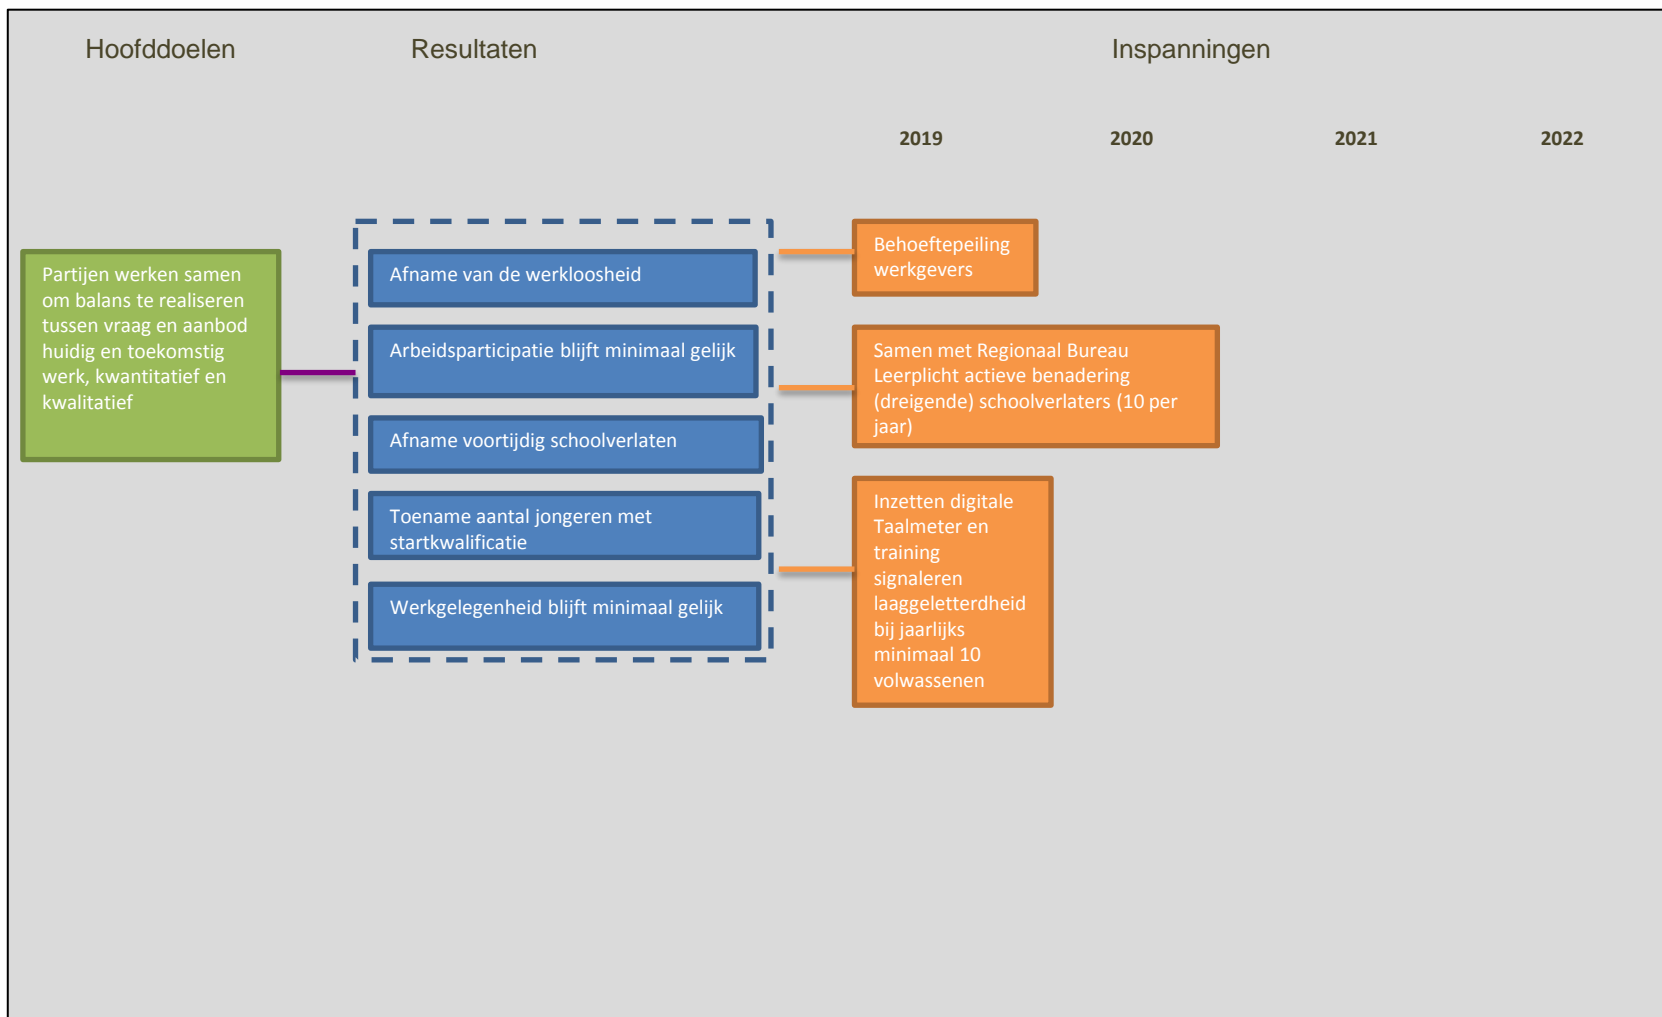 Hoofddoelen
Resultaten
Inspanningen
2019
2020
2021
2022
Partijen werken samen
om balans te realiseren
tussen vraag en aanbod
huidig en toekomstig
werk, kwantitatief en
kwalitatief
Afname van de werkloosheid
Arbeidsparticipatie blijft minimaal gelijk
Afname voortijdig schoolverlaten
Toename aantal jongeren met
startkwalificatie
Werkgelegenheid blijft minimaal gelijk
Behoeftepeiling
werkgevers
Samen met Regionaal Bureau
Leerplicht actieve benadering
(dreigende) schoolverlaters (10 per
jaar)
Inzetten digitale
Taalmeter en
training
signaleren
laaggeletterdheid
bij jaarlijks
minimaal 10
volwassenen